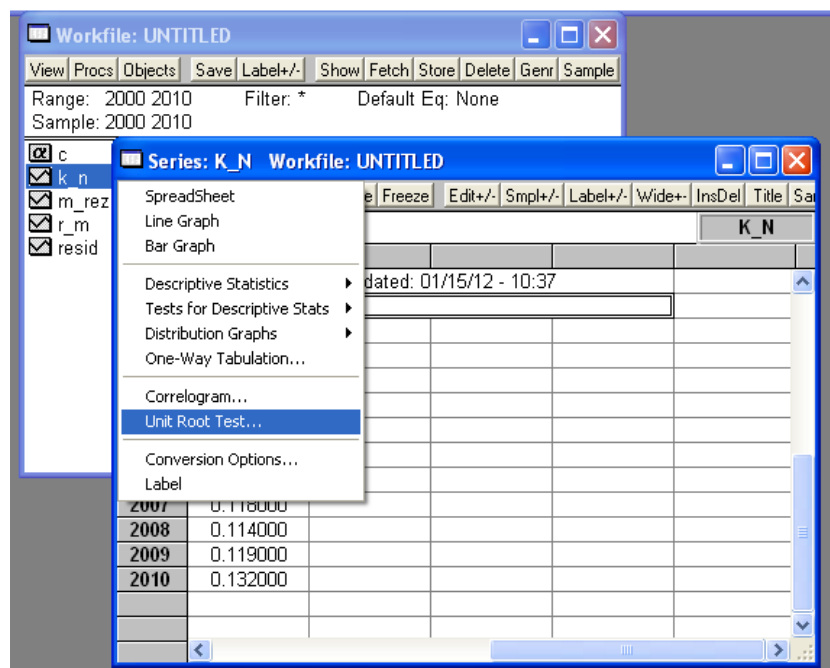 Workfile: UNTITLED
View Procs Objects Save Label+/- Show Fetch Store Delete Genr Sample
Range: 2000 2010 Filter: * Default Eq: None
Sample: 2000 2010
c
k_n
m_rez
r_m
resid
Series: K_N Workfile: UNTITLED
Freeze Edit+/- Smpl+/- Label+/- Wide+- InsDel Title
K_N
dated: 01/15/12 - 10:37
SpreadSheet
Line Graph
Bar Graph
Descriptive Statistics
Tests for Descriptive Stats
Distribution Graphs
One-Way Tabulation...
Correlogram...
Unit Root Test...
Conversion Options...
Label
2007 0.118000
2008 0.114000
2009 0.119000
2010 0.132000